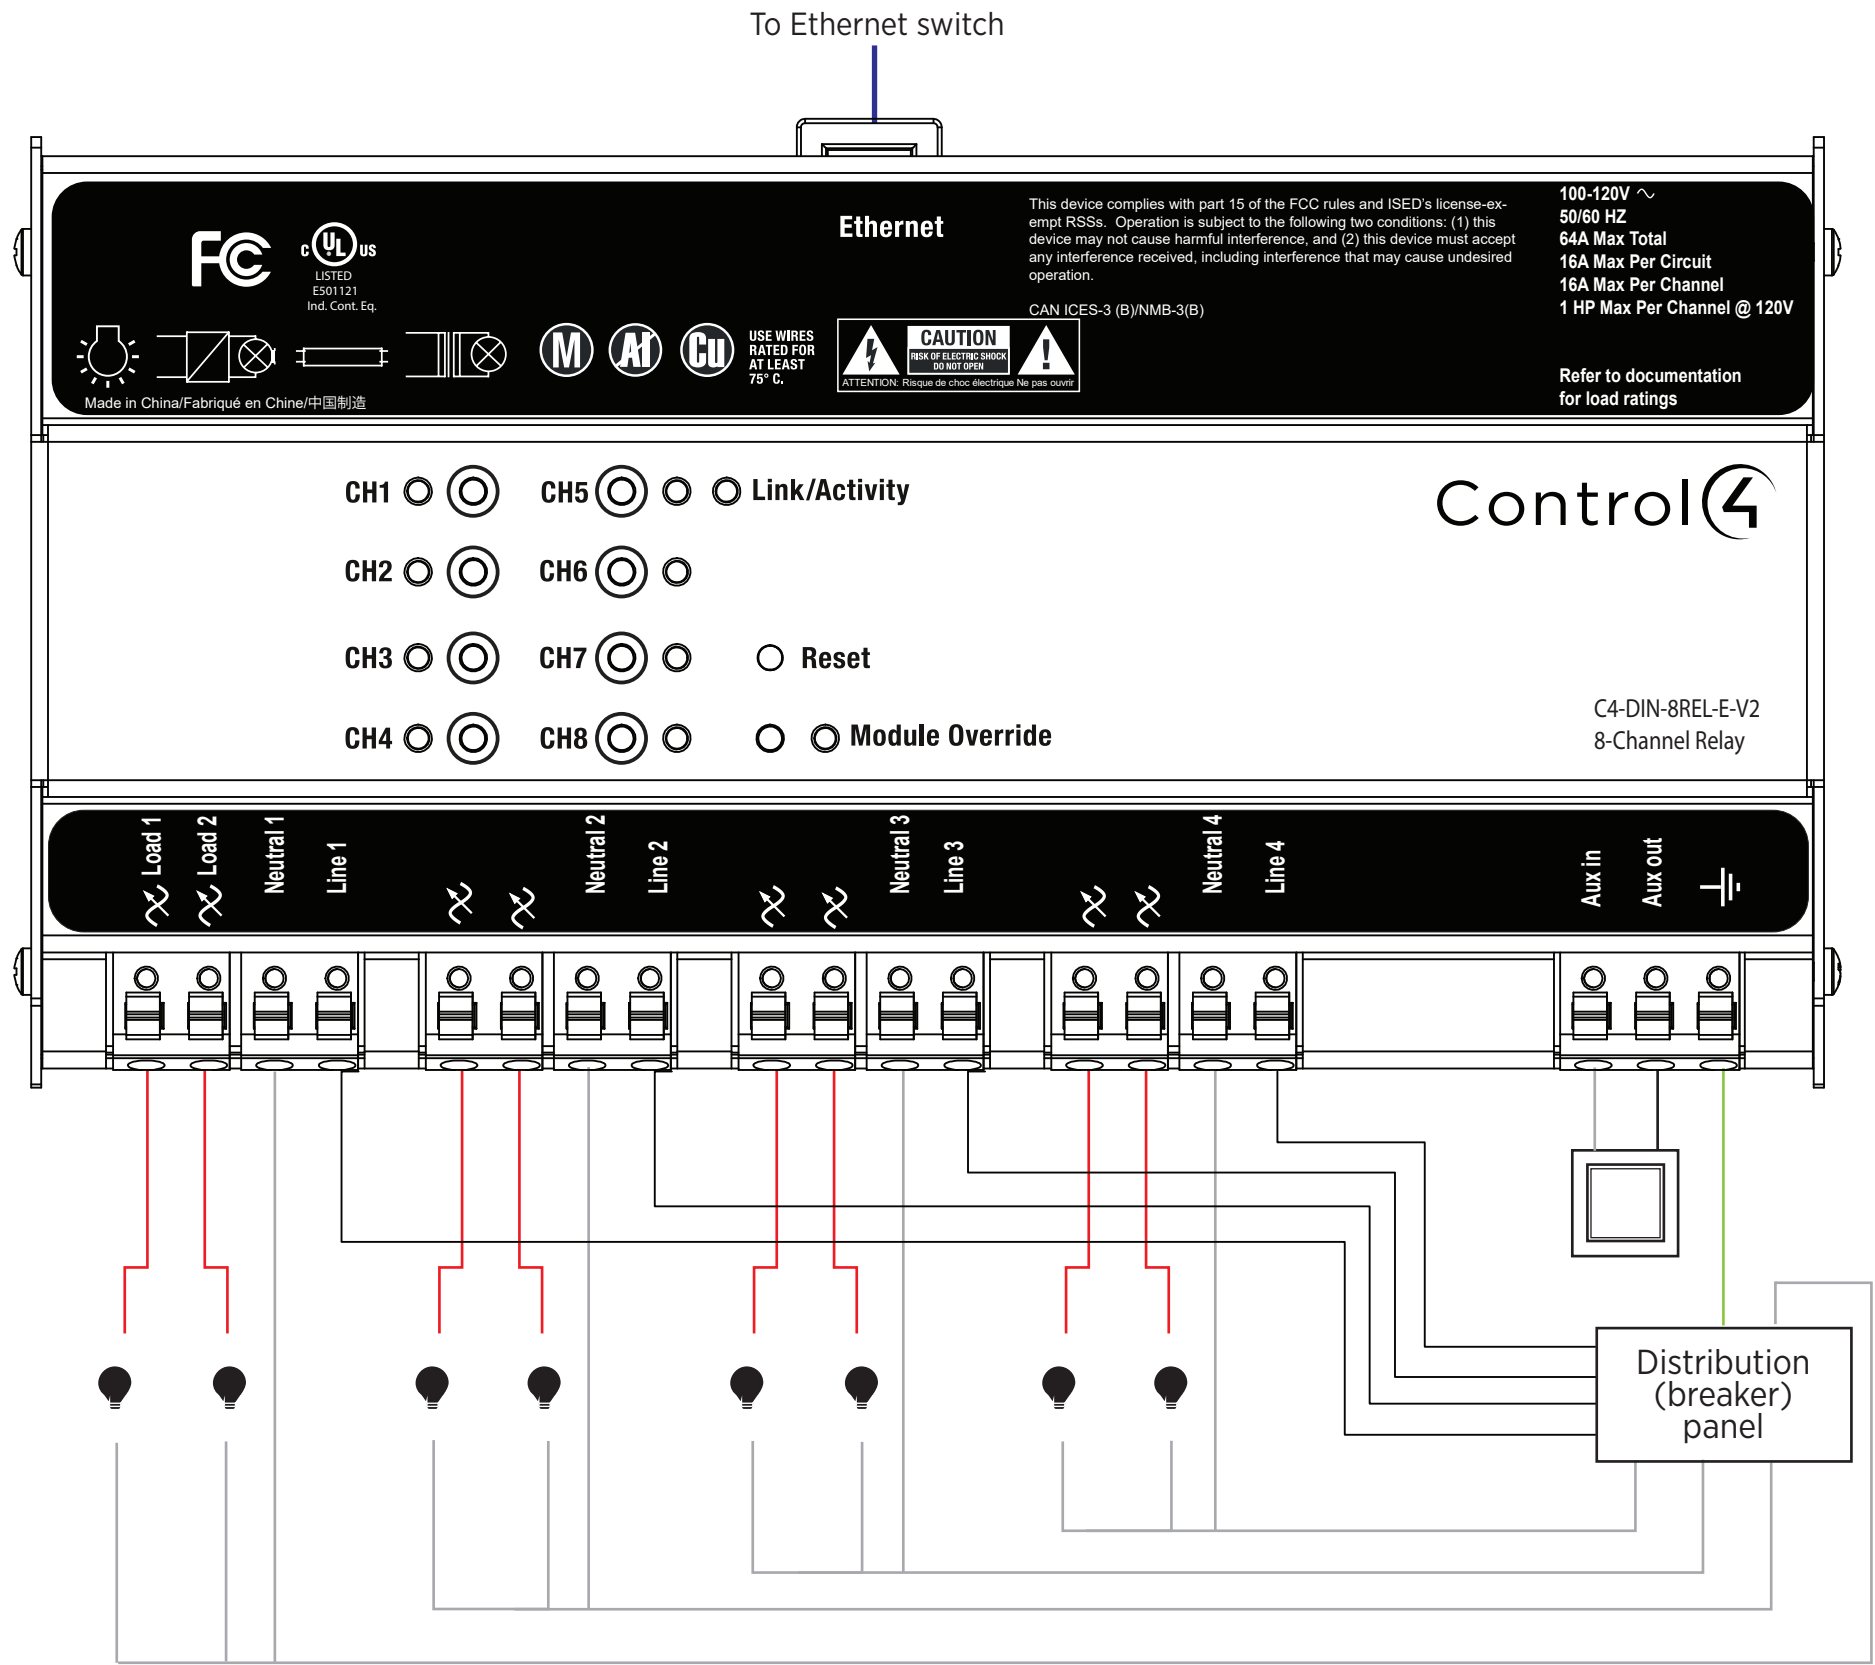 To Ethernet switch
FC
C UL US
LISTED
E501121
Ind. Cont. Eq.
Made in China/Fabriqué en Chine/中国制造
M Al Cu
USE WIRES
RATED FOR
AT LEAST
75° C.
Ethernet
This device complies with part 15 of the FCC rules and ISED's license-ex-
empt RSSs. Operation is subject to the following two conditions: (1) this
device may not cause harmful interference, and (2) this device must accept
any interference received, including interference that may cause undesired
operation.
CAN ICES-3 (B)/NMB-3(B)
CAUTION
RISK OF ELECTRIC SHOCK
DO NOT OPEN
ATTENTION: Risque de choc électrique Ne pas ouvrir
100-120V
50/60 HZ
64A Max Total
16A Max Per Circuit
16A Max Per Channel
1 HP Max Per Channel @ 120V
Refer to documentation
for load ratings
CH1 CH5 Link/Activity
CH2 CH6
CH3 CH7 Reset
CH4 CH8 Module Override
Control4
C4-DIN-8REL-E-V2
8-Channel Relay
Load 1
Load 2
Neutral 1
Line 1
Neutral 2
Line 2
Neutral 3
Line 3
Neutral 4
Line 4
Aux in
Aux out
Distribution
(breaker)
panel